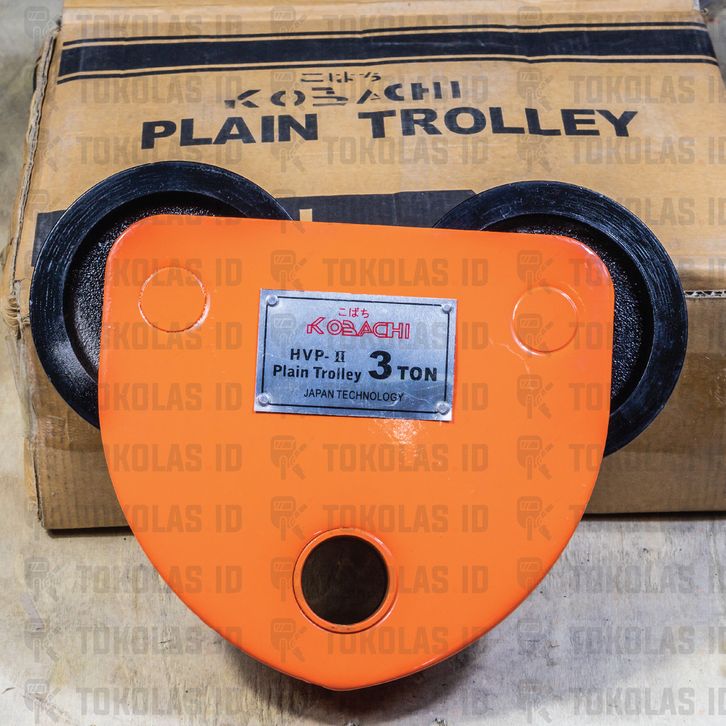 こばち
KOBACHI
PLAIN TROLLEY
こばち
KOBACHI
HVP-II
Plain Trolley 3 TON
JAPAN TECHNOLOGY
TOKOLAS ID